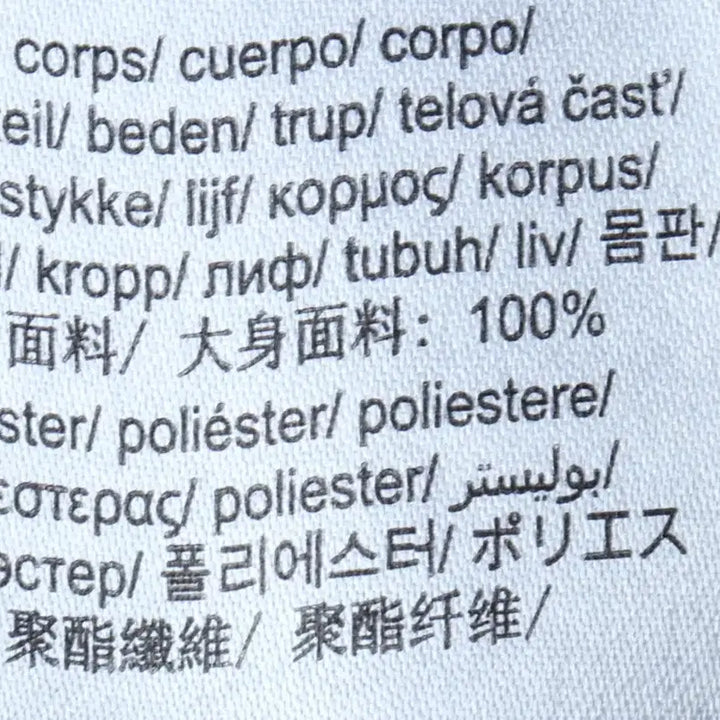 corps/ cuerpo/ corpo/
eil/ beden/ trup/ telová časť/
stykke/ lijf/ κορμος/ korpus/
/ kropp/ лиф/ tubuh/ liv/ 몸판/
面料/ 大身面料: 100%
ster/ poliéster/ poliestere/
εστερας/ poliester/ بوليستر/
эстер/ 폴리에스터/ ポリエス
聚酯纖維/ 聚酯纤维/